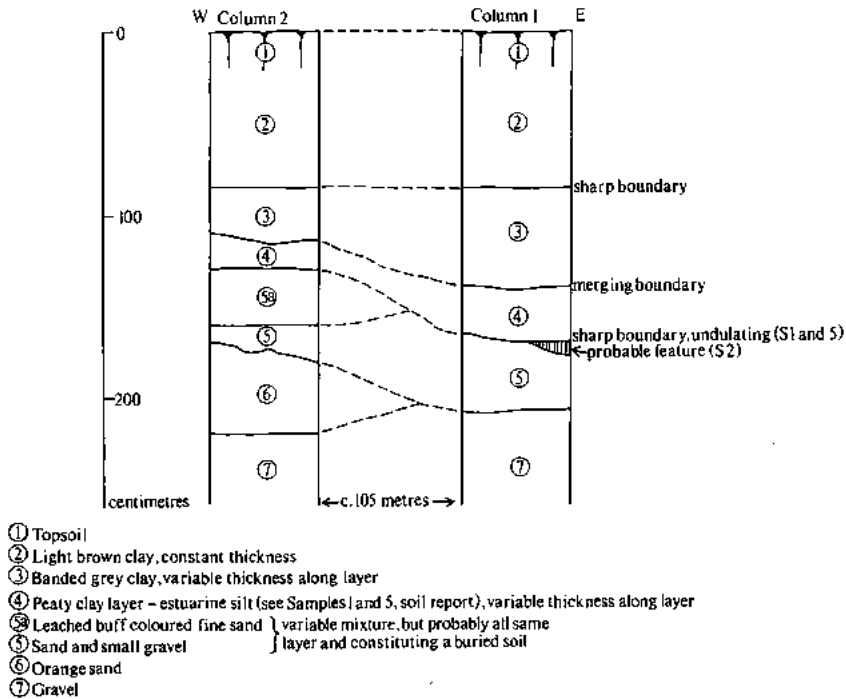 W Column 2 Column 1 E
0
① ①
② ②
sharp boundary
100
③ ③
④
merging boundary
5a ④
sharp boundary, undulating (S1 and 5)
probable feature (S2)
⑤ ⑤
200
⑥
⑦ ⑦
centimetres
c.105 metres
① Topsoil
② Light brown clay, constant thickness
③ Banded grey clay, variable thickness along layer
④ Peaty clay layer – estuarine silt (see Samples 1 and 5, soil report), variable thickness along layer
5a Leached buff coloured fine sand } variable mixture, but probably all same
⑤ Sand and small gravel } layer and constituting a buried soil
⑥ Orange sand
⑦ Gravel